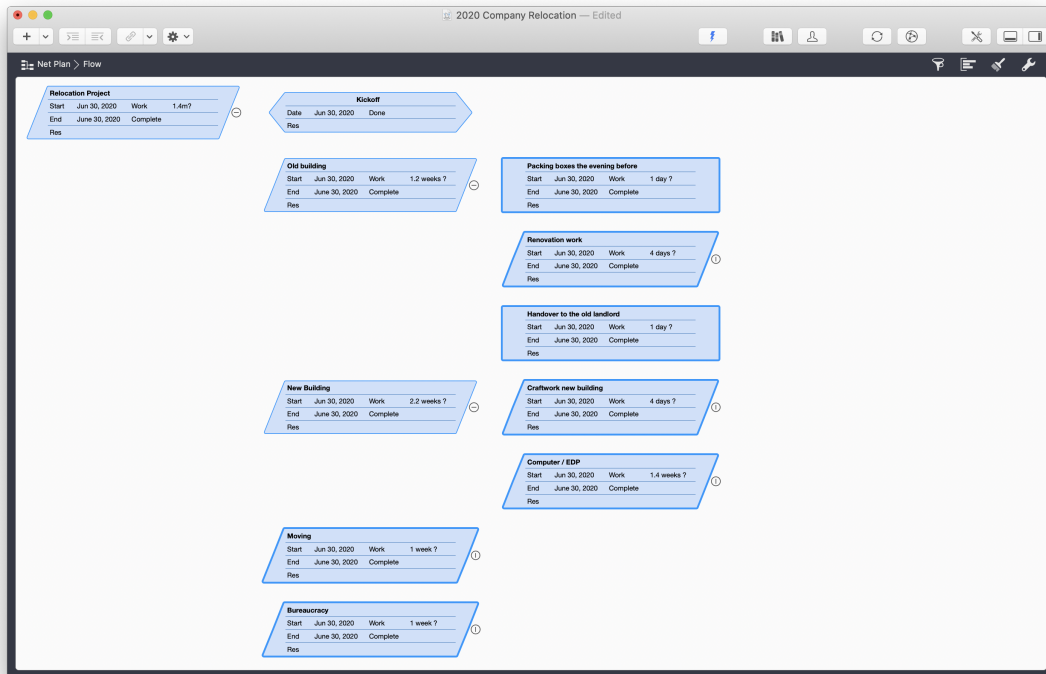 2020 Company Relocation — Edited
Net Plan > Flow
Relocation Project
Start Jun 30, 2020 Work 1.4m?
End June 30, 2020 Complete
Res
Kickoff
Date Jun 30, 2020 Done
Res
Old building
Start Jun 30, 2020 Work 1.2 weeks ?
End June 30, 2020 Complete
Res
Packing boxes the evening before
Start Jun 30, 2020 Work 1 day ?
End June 30, 2020 Complete
Res
Renovation work
Start Jun 30, 2020 Work 4 days ?
End June 30, 2020 Complete
Res
Handover to the old landlord
Start Jun 30, 2020 Work 1 day ?
End June 30, 2020 Complete
Res
New Building
Start Jun 30, 2020 Work 2.2 weeks ?
End June 30, 2020 Complete
Res
Craftwork new building
Start Jun 30, 2020 Work 4 days ?
End June 30, 2020 Complete
Res
Computer / EDP
Start Jun 30, 2020 Work 1.4 weeks ?
End June 30, 2020 Complete
Res
Moving
Start Jun 30, 2020 Work 1 week ?
End June 30, 2020 Complete
Res
Bureaucracy
Start Jun 30, 2020 Work 1 week ?
End June 30, 2020 Complete
Res